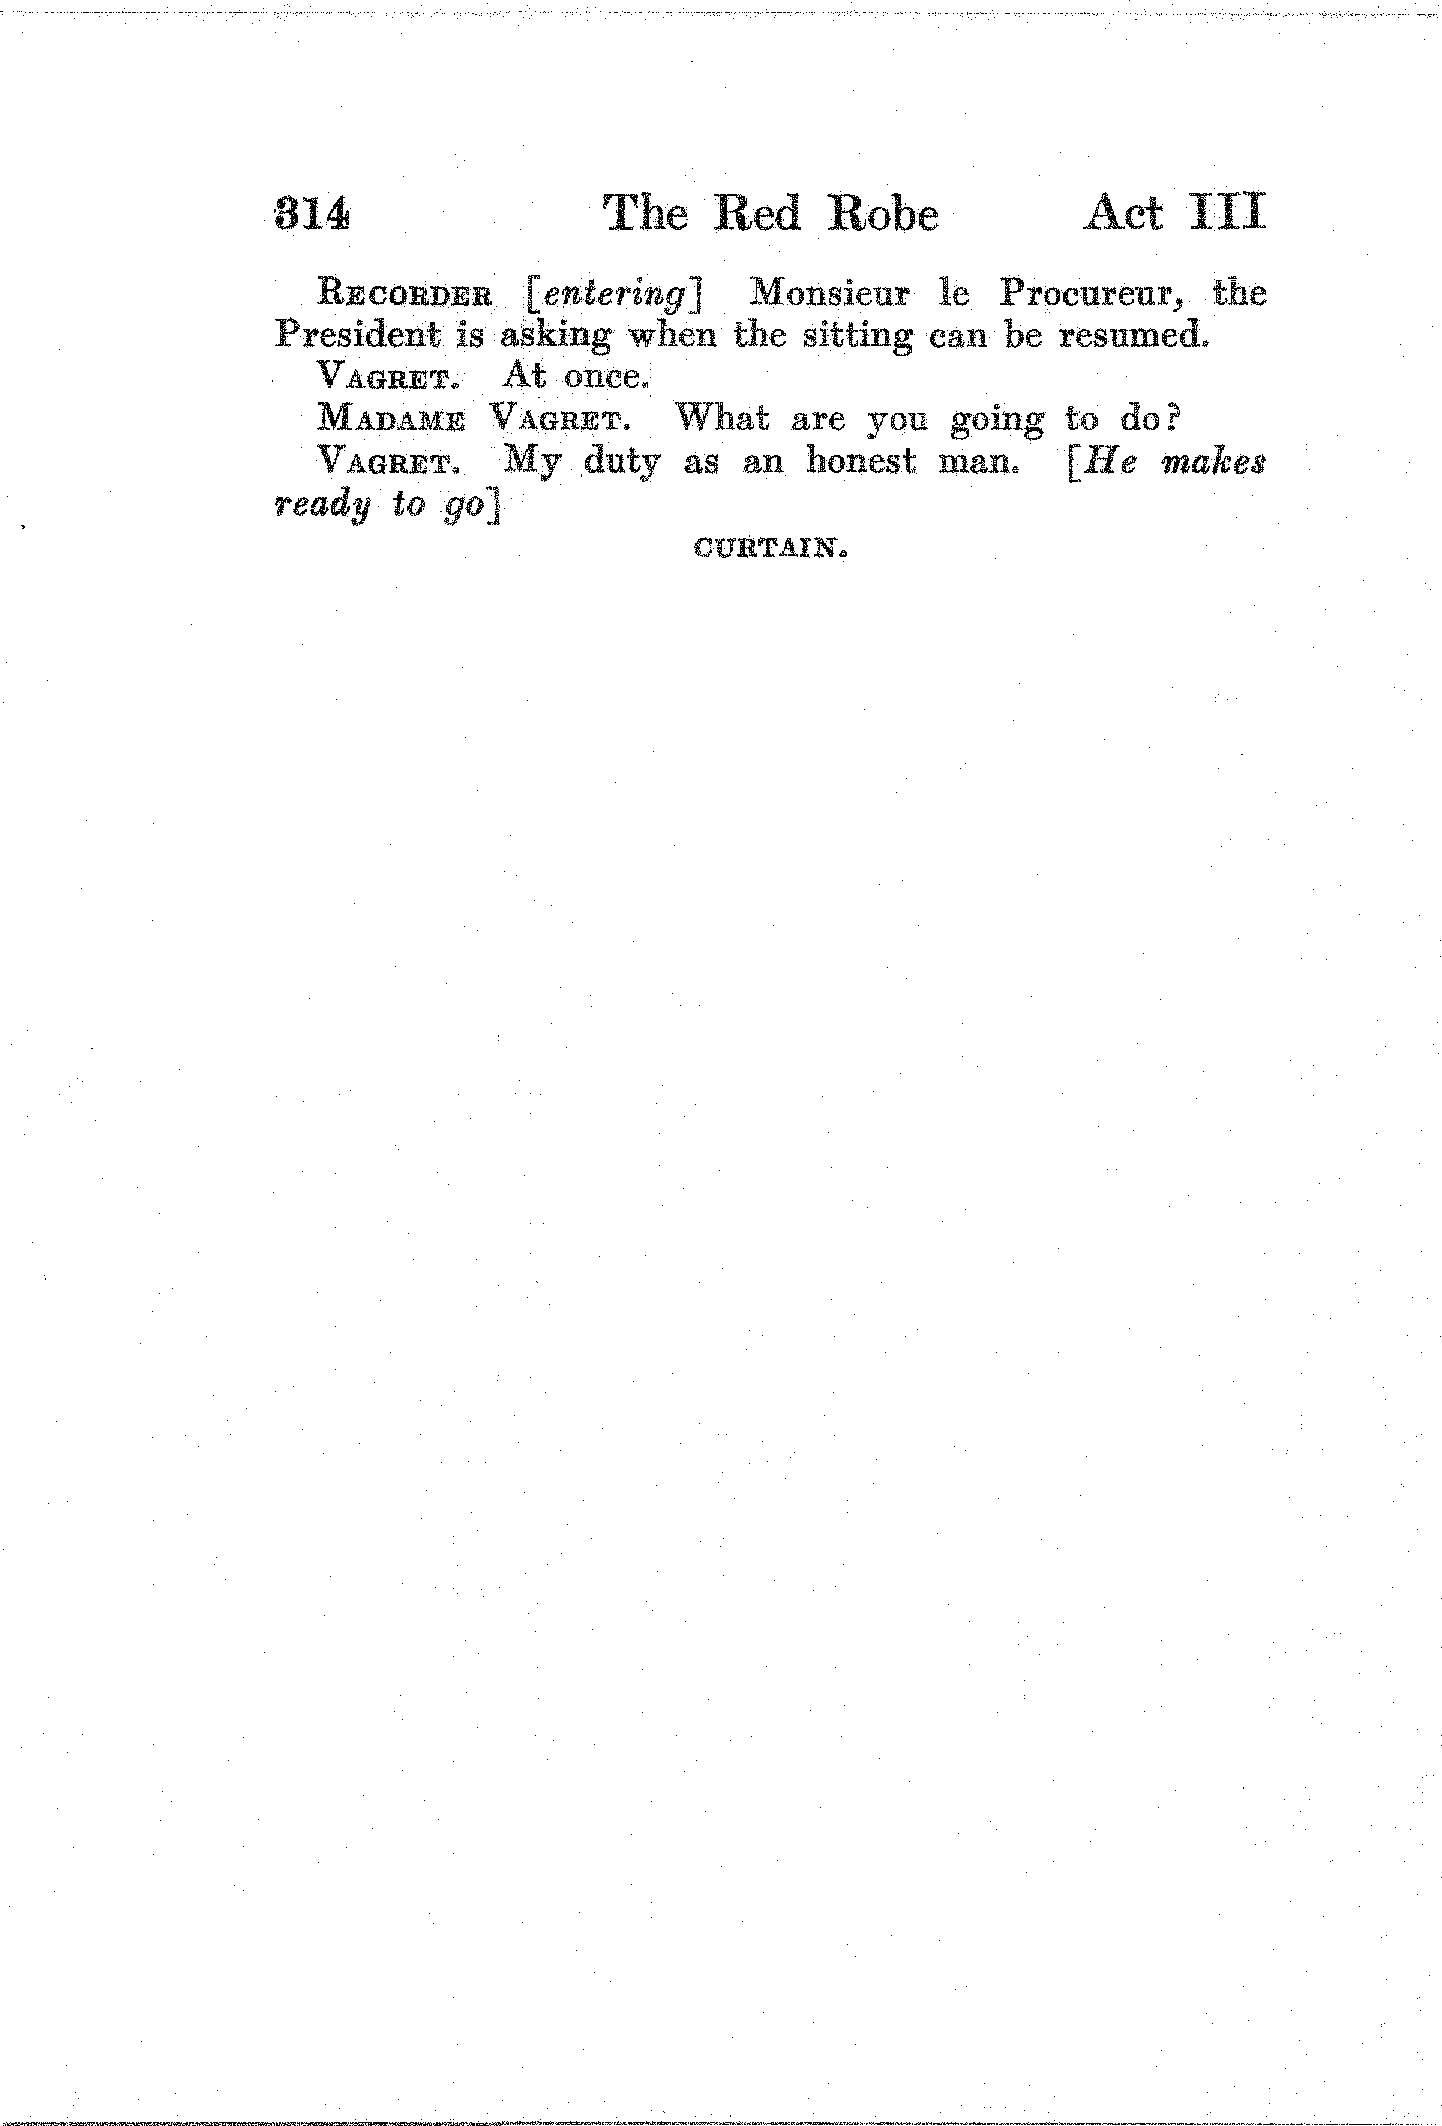 314 The Red Robe Act III
RECORDER [entering] Monsieur le Procureur, the
President is asking when the sitting can be resumed.
VAGRET. At once.
MADAME VAGRET. What are you going to do?
VAGRET. My duty as an honest man. [He makes
ready to go]
CURTAIN.